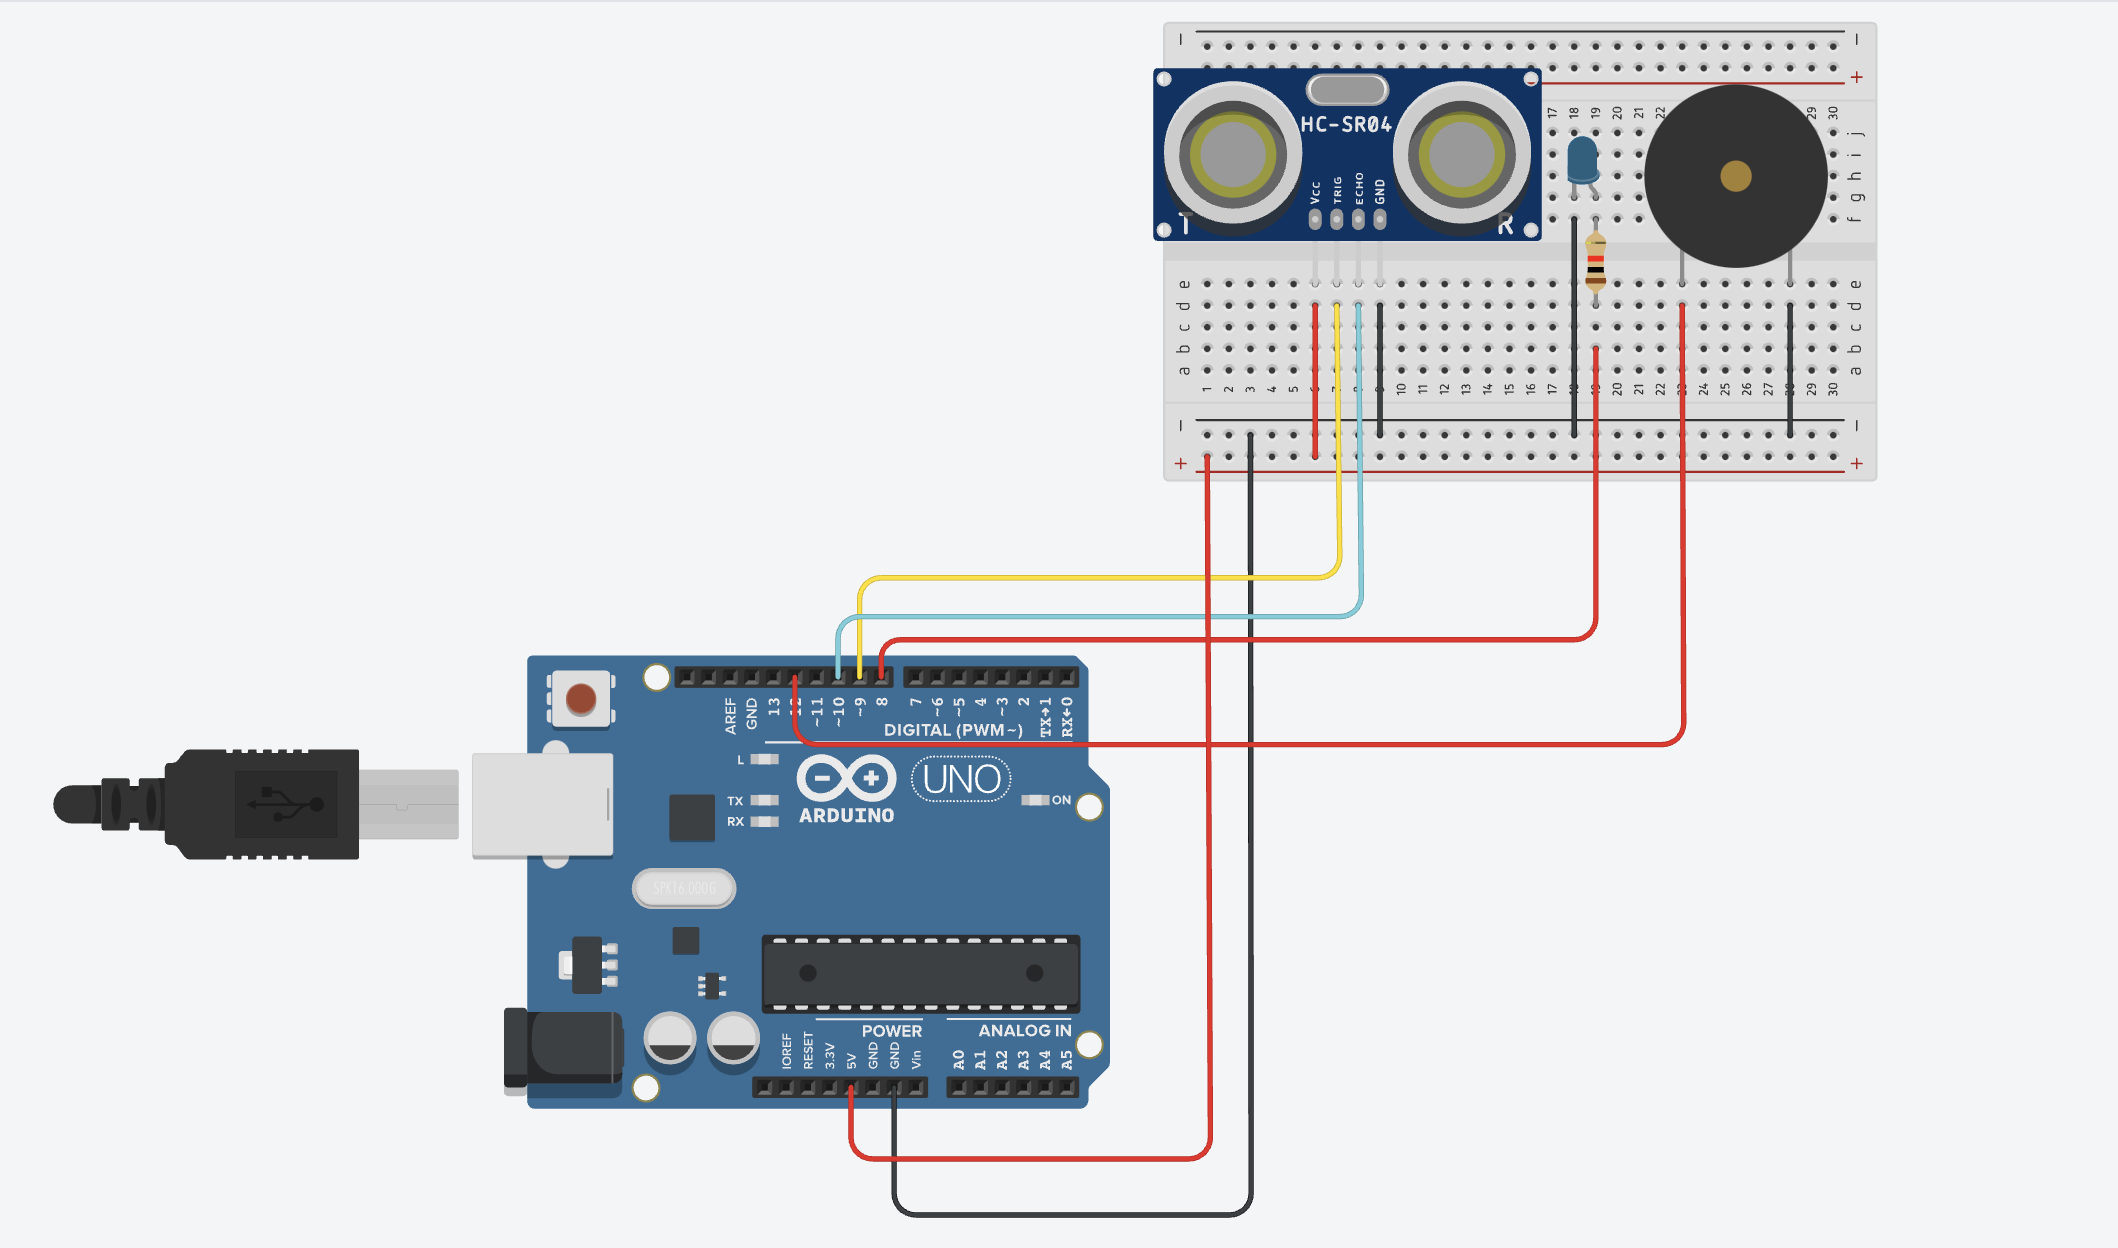 − −
+
17 18 19 20 21 22 29 30
HC-SR04
VCC TRIG ECHO GND
T R
j
i
h
g
f
e e
d d
c c
b b
a a
1 2 3 4 5 10 11 12 13 14 15 16 17 20 21 22 24 25 26 27 29 30
− −
+ +
AREF GND 13 12 ~11 ~10 ~9 8 7 ~6 ~5 4 ~3 2 TX→1 RX←0
DIGITAL (PWM~)
L
UNO
TX
RX
ARDUINO
ON
SPK16.000G
POWER ANALOG IN
IOREF RESET 3.3V 5V GND GND Vin A0 A1 A2 A3 A4 A5